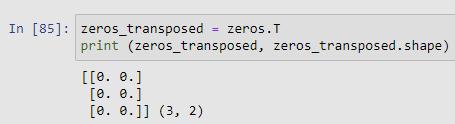 In [85]: zeros_transposed = zeros.T
print (zeros_transposed, zeros_transposed.shape)
[[0. 0.]
[0. 0.]
[0. 0.]] (3, 2)